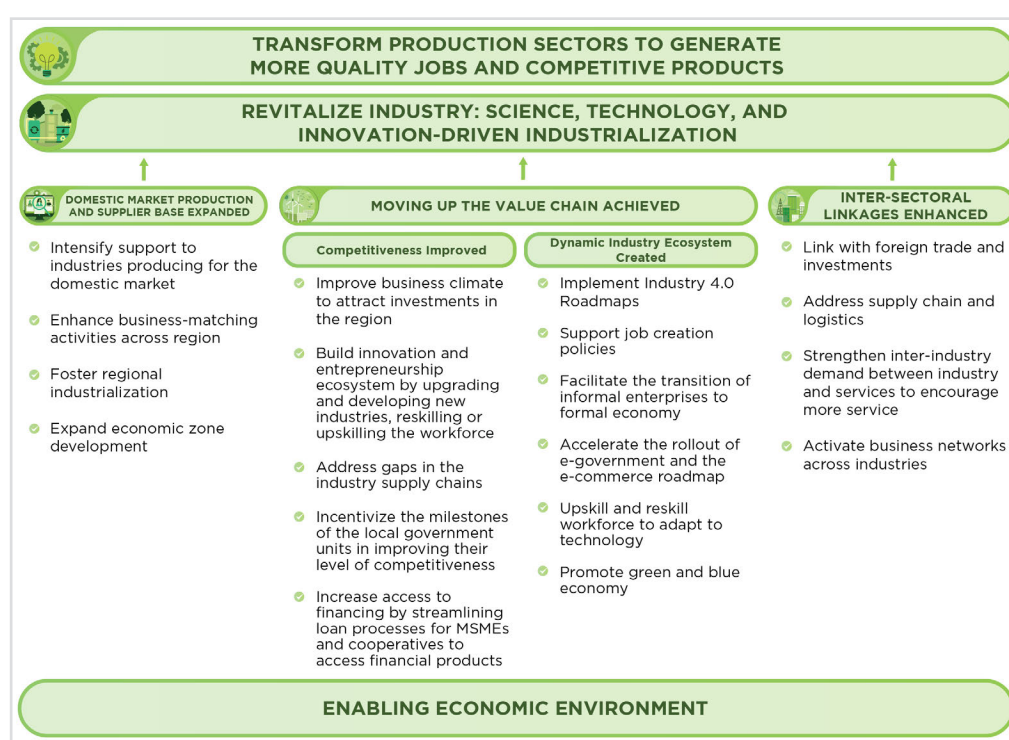 TRANSFORM PRODUCTION SECTORS TO GENERATE
MORE QUALITY JOBS AND COMPETITIVE PRODUCTS
REVITALIZE INDUSTRY: SCIENCE, TECHNOLOGY, AND
INNOVATION-DRIVEN INDUSTRIALIZATION
DOMESTIC MARKET PRODUCTION
AND SUPPLIER BASE EXPANDED
Intensify support to
industries producing for the
domestic market
Enhance business-matching
activities across region
Foster regional
industrialization
Expand economic zone
development
MOVING UP THE VALUE CHAIN ACHIEVED
Competitiveness Improved
Improve business climate
to attract investments in
the region
Build innovation and
entrepreneurship
ecosystem by upgrading
and developing new
industries, reskilling or
upskilling the workforce
Address gaps in the
industry supply chains
Incentivize the milestones
of the local government
units in improving their
level of competitiveness
Increase access to
financing by streamlining
loan processes for MSMEs
and cooperatives to
access financial products
Dynamic Industry Ecosystem
Created
Implement Industry 4.0
Roadmaps
Support job creation
policies
Facilitate the transition of
informal enterprises to
formal economy
Accelerate the rollout of
e-government and the
e-commerce roadmap
Upskill and reskill
workforce to adapt to
technology
Promote green and blue
economy
INTER-SECTORAL
LINKAGES ENHANCED
Link with foreign trade and
investments
Address supply chain and
logistics
Strengthen inter-industry
demand between industry
and services to encourage
more service
Activate business networks
across industries
ENABLING ECONOMIC ENVIRONMENT